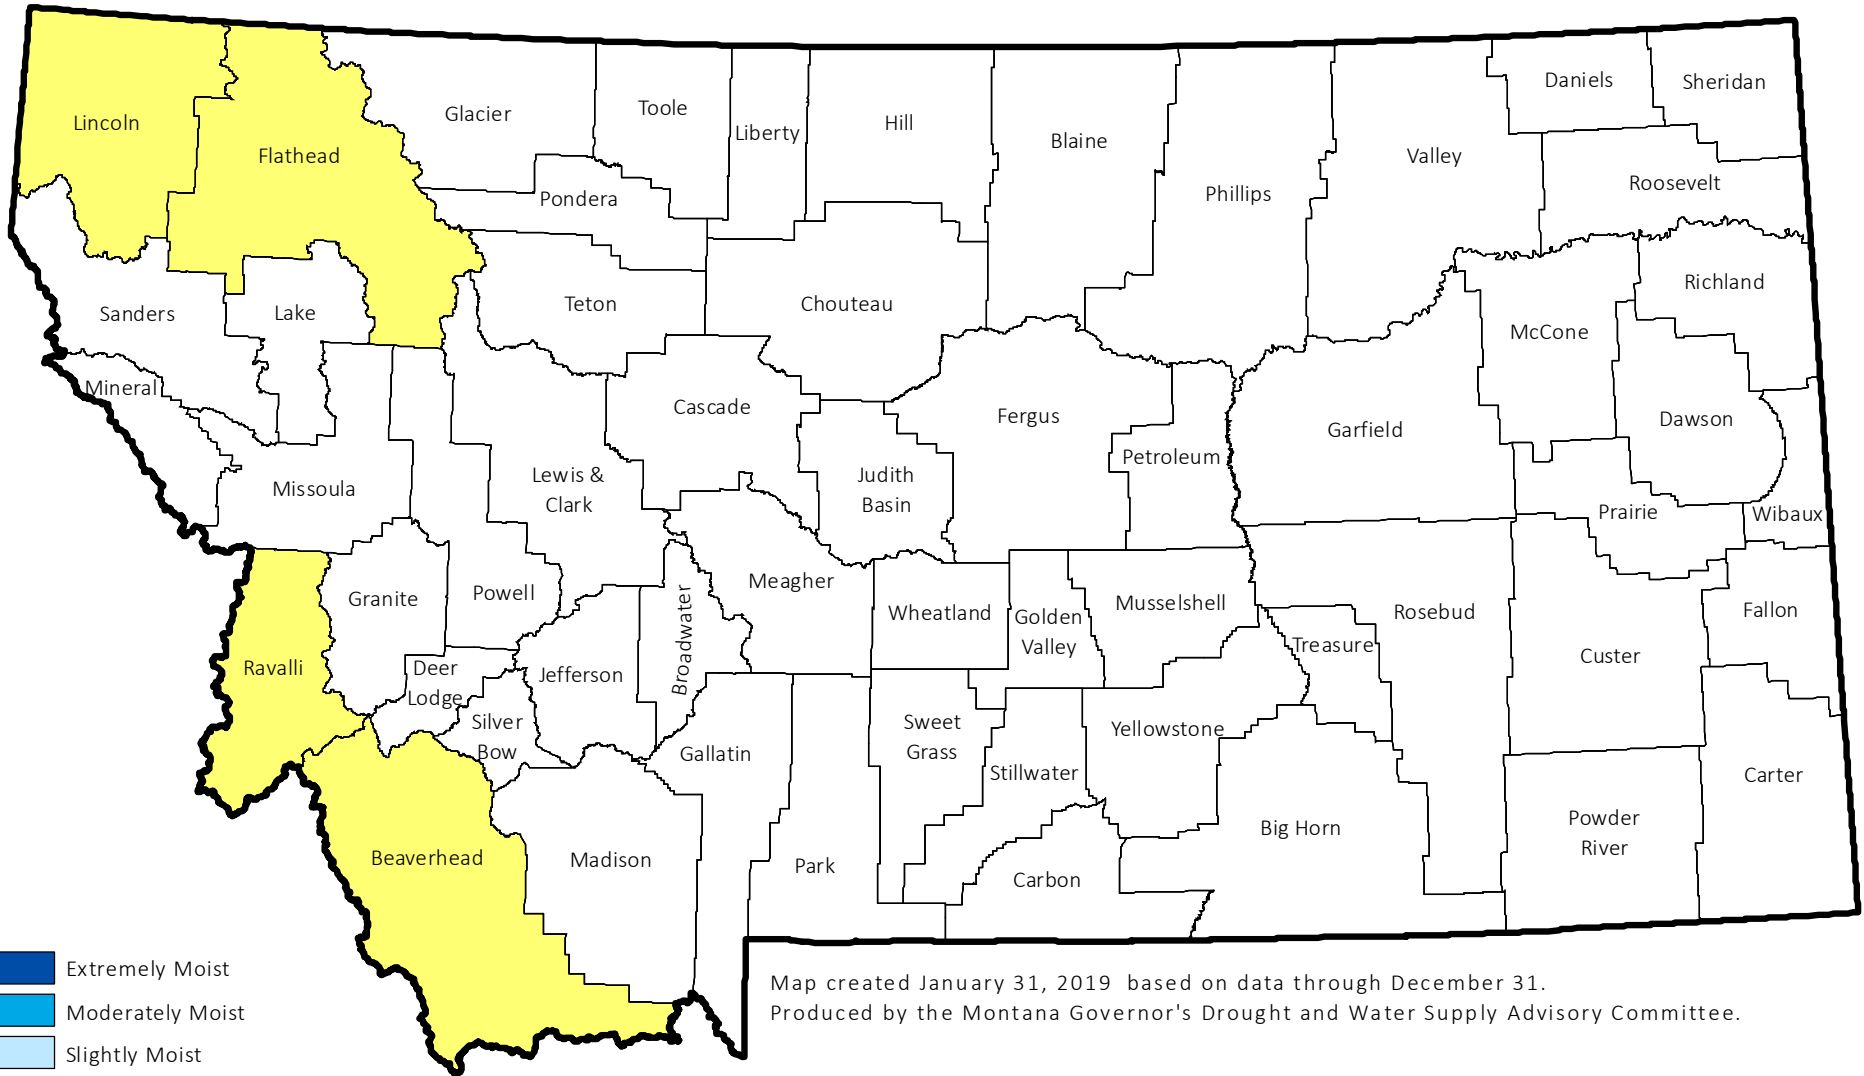 Daniels
Sheridan
Lincoln
Glacier
Toole
Liberty
Hill
Blaine
Flathead
Valley
Roosevelt
Pondera
Phillips
Richland
Sanders
Lake
Teton
Chouteau
McCone
Mineral
Cascade
Fergus
Garfield
Dawson
Petroleum
Missoula
Lewis &
Clark
Judith
Basin
Prairie
Wibaux
Meagher
Granite
Powell
Broadwater
Wheatland
Golden
Valley
Musselshell
Rosebud
Fallon
Treasure
Custer
Ravalli
Deer
Lodge
Jefferson
Silver
Bow
Gallatin
Sweet
Grass
Yellowstone
Stillwater
Carter
Powder
River
Big Horn
Beaverhead
Madison
Park
Carbon
Extremely Moist
Moderately Moist
Slightly Moist
Map created January 31, 2019 based on data through December 31.
Produced by the Montana Governor's Drought and Water Supply Advisory Committee.